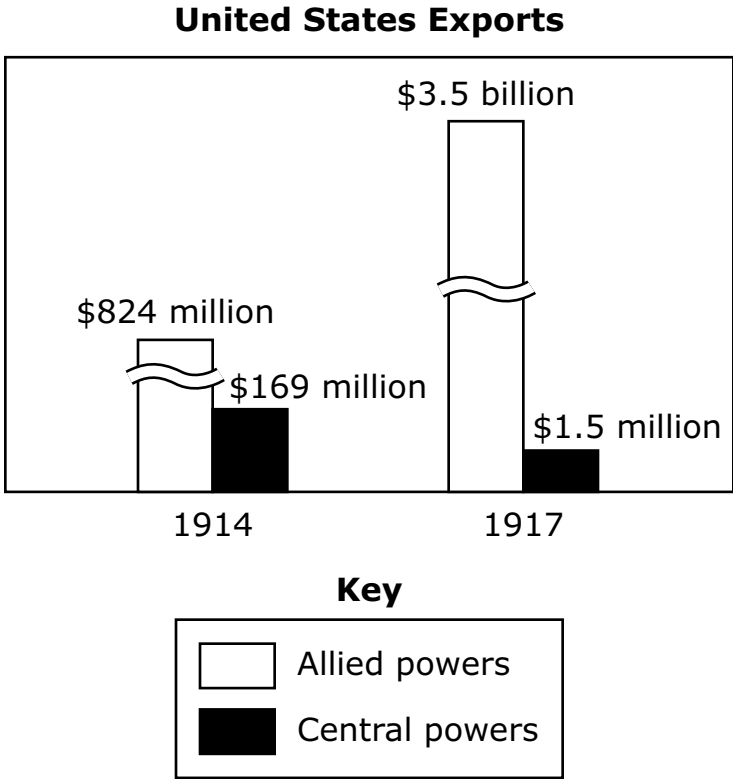 United States Exports
$3.5 billion
$824 million
$169 million
$1.5 million
1914
1917
Key
Allied powers
Central powers